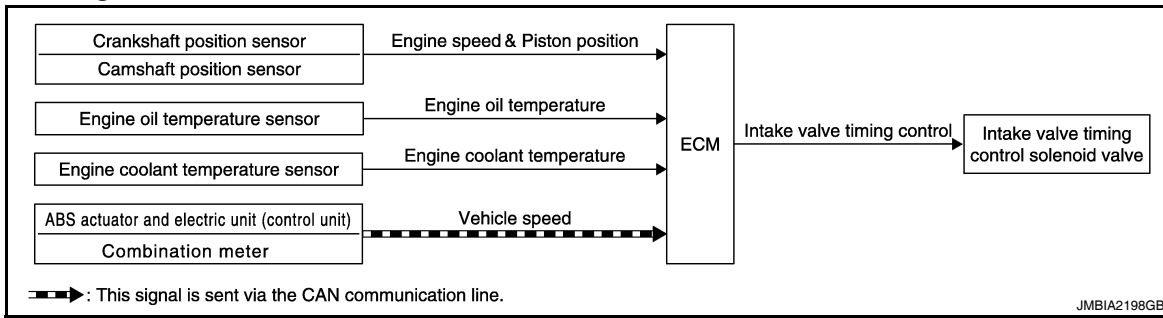 Crankshaft position sensor
Camshaft position sensor
Engine speed & Piston position
Engine oil temperature sensor
Engine oil temperature
Engine coolant temperature sensor
Engine coolant temperature
ABS actuator and electric unit (control unit)
Combination meter
Vehicle speed
ECM
Intake valve timing control
Intake valve timing
control solenoid valve
: This signal is sent via the CAN communication line.
JMBIA2198GB